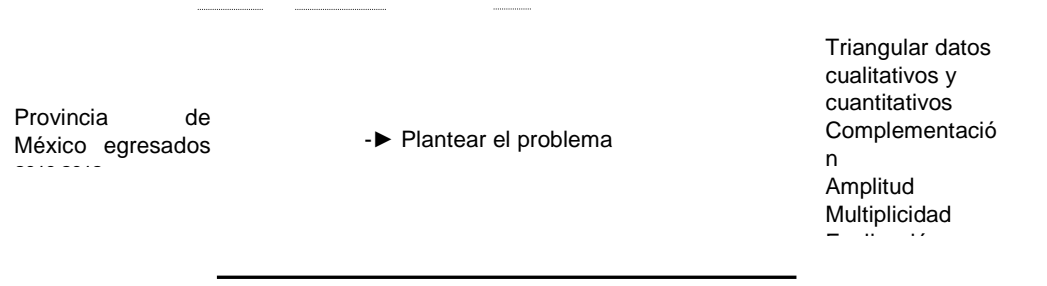 Provincia de
México egresados
-► Plantear el problema
Triangular datos
cualitativos y
cuantitativos
Complementació
n
Amplitud
Multiplicidad